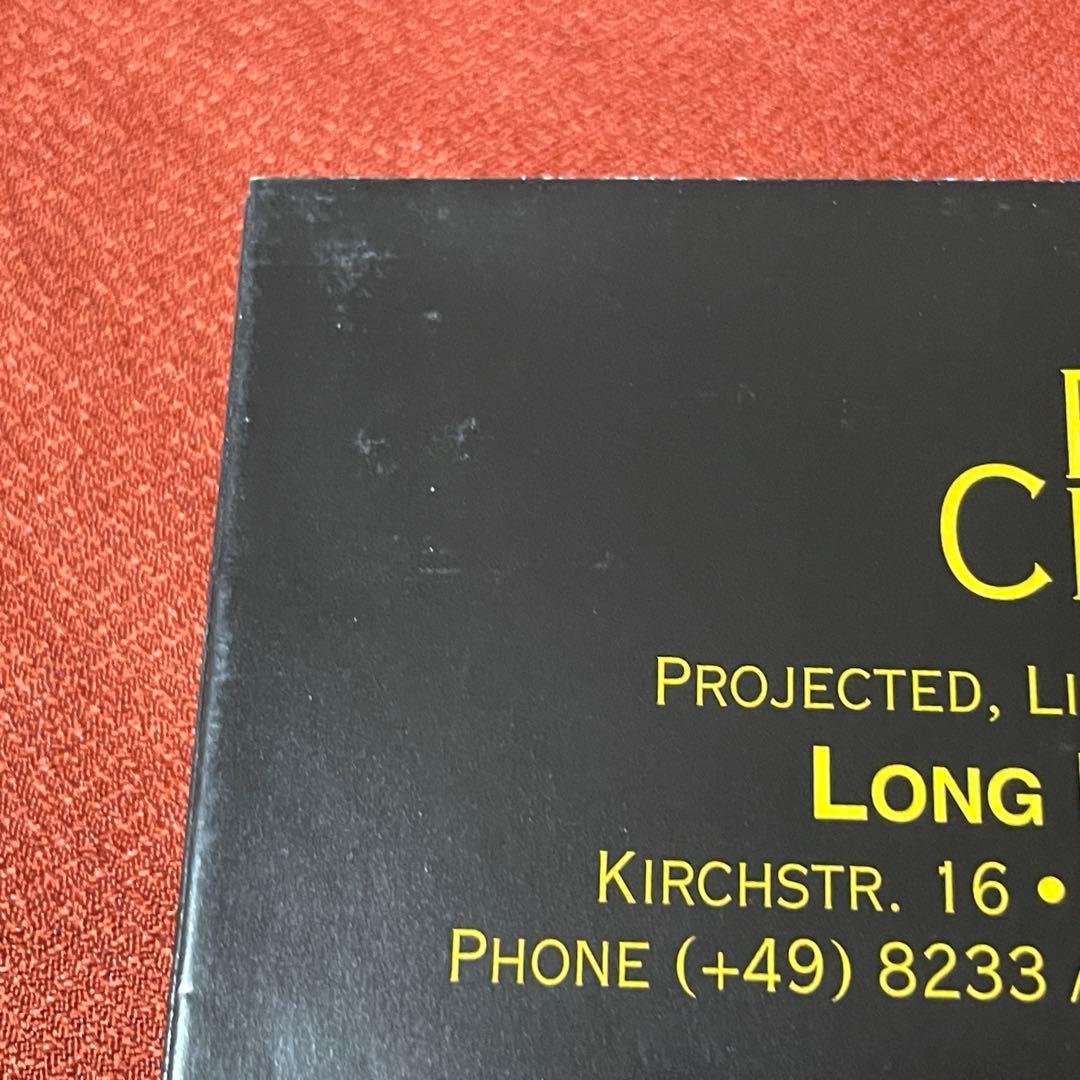 PROJECTED,
LONG
KIRCHSTR. 16 •
PHONE (+49) 8233